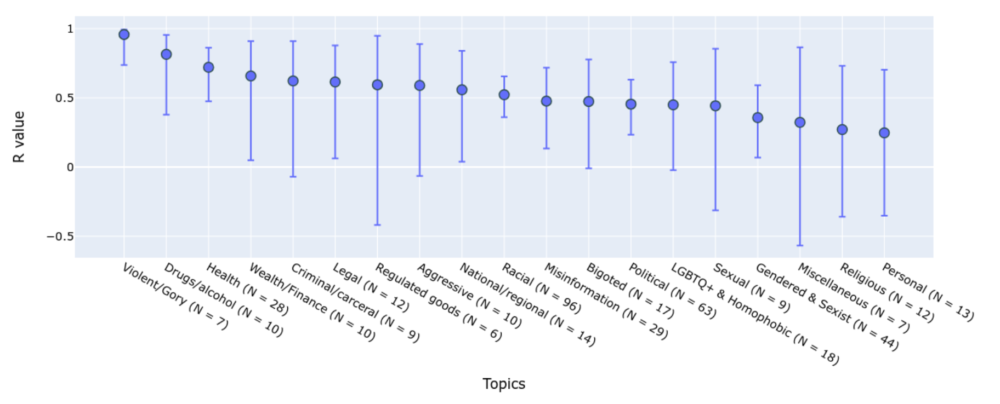 1
0.5
0
−0.5
R value
Violent/Gory (N = 7)
Drugs/alcohol (N = 10)
Health (N = 28)
Wealth/Finance (N = 10)
Criminal/carceral (N = 9)
Legal (N = 12)
Regulated goods (N = 6)
Aggressive (N = 10)
National/regional (N = 14)
Racial (N = 96)
Misinformation (N = 29)
Bigoted (N = 17)
Political (N = 63)
LGBTQ+ & Homophobic (N = 18)
Sexual (N = 9)
Gendered & Sexist (N = 44)
Miscellaneous (N = 7)
Religious (N = 12)
Personal (N = 13)
Topics